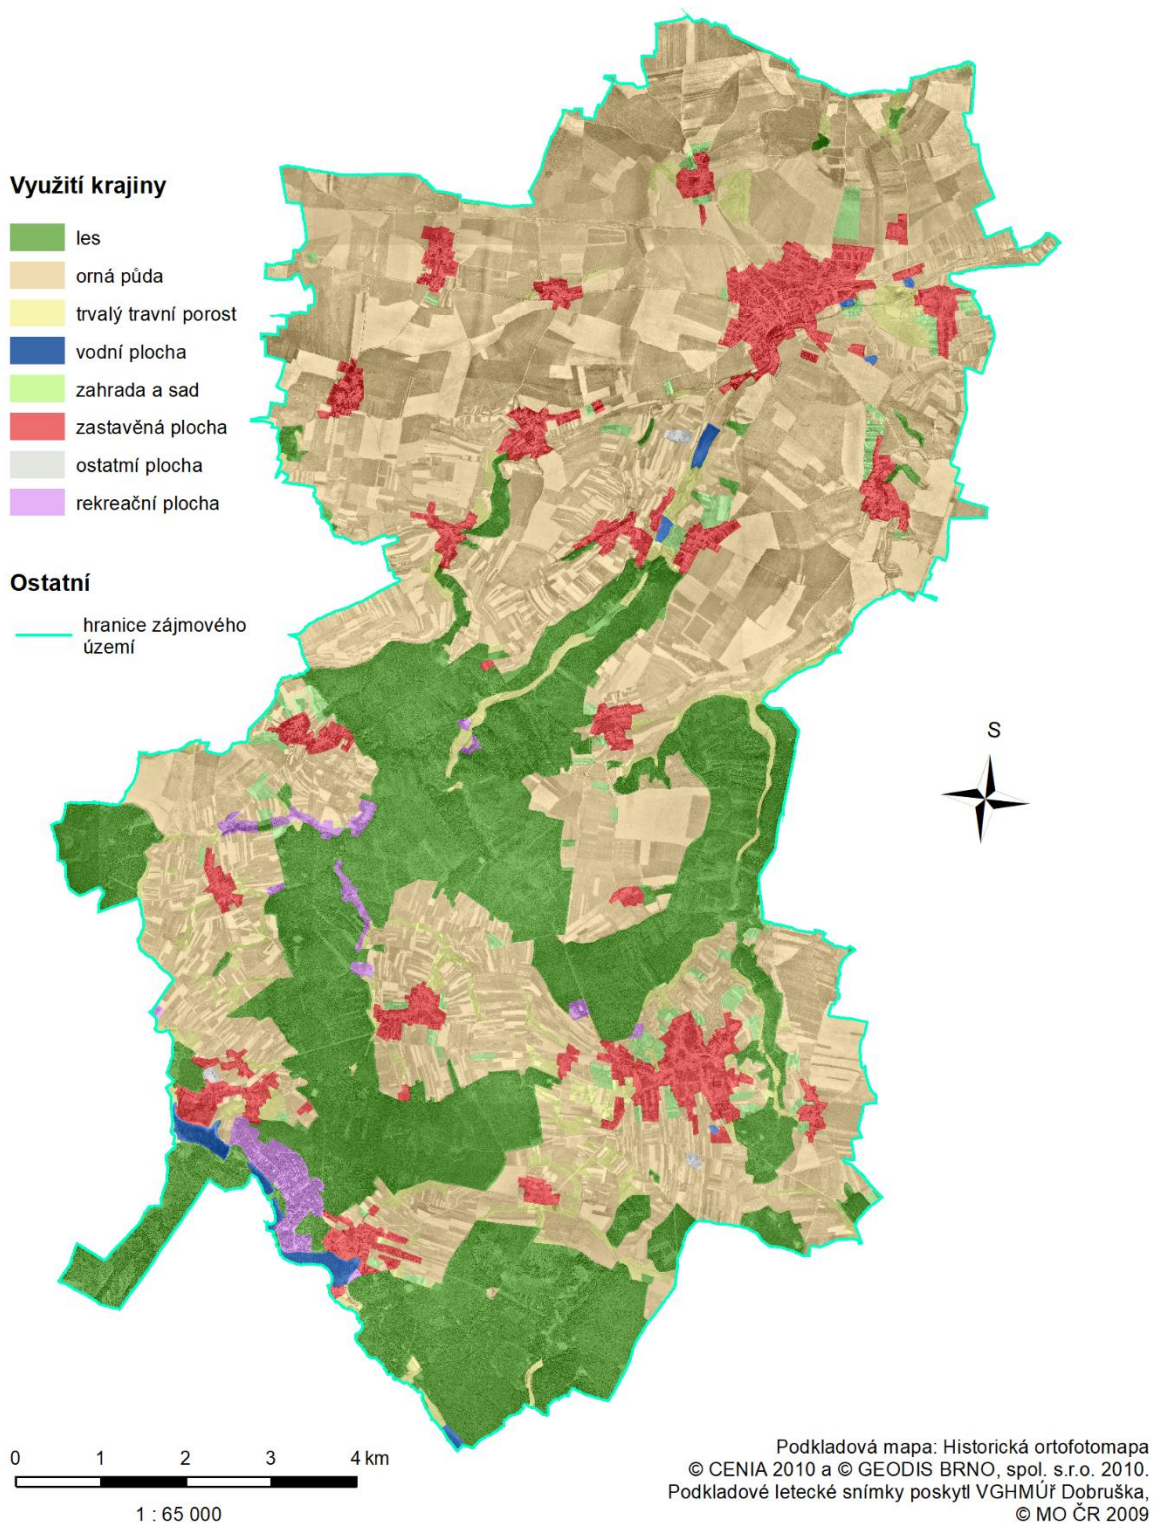 Využití krajiny
les
orná půda
trvalý travní porost
vodní plocha
zahrada a sad
zastavěná plocha
ostatmí plocha
rekreační plocha
Ostatní
hranice zájmového
území
S
0 1 2 3 4 km
1 : 65 000
Podkladová mapa: Historická ortofotomapa
© CENIA 2010 a © GEODIS BRNO, spol. s.r.o. 2010.
Podkladové letecké snímky poskytl VGHMÚř Dobruška,
© MO ČR 2009